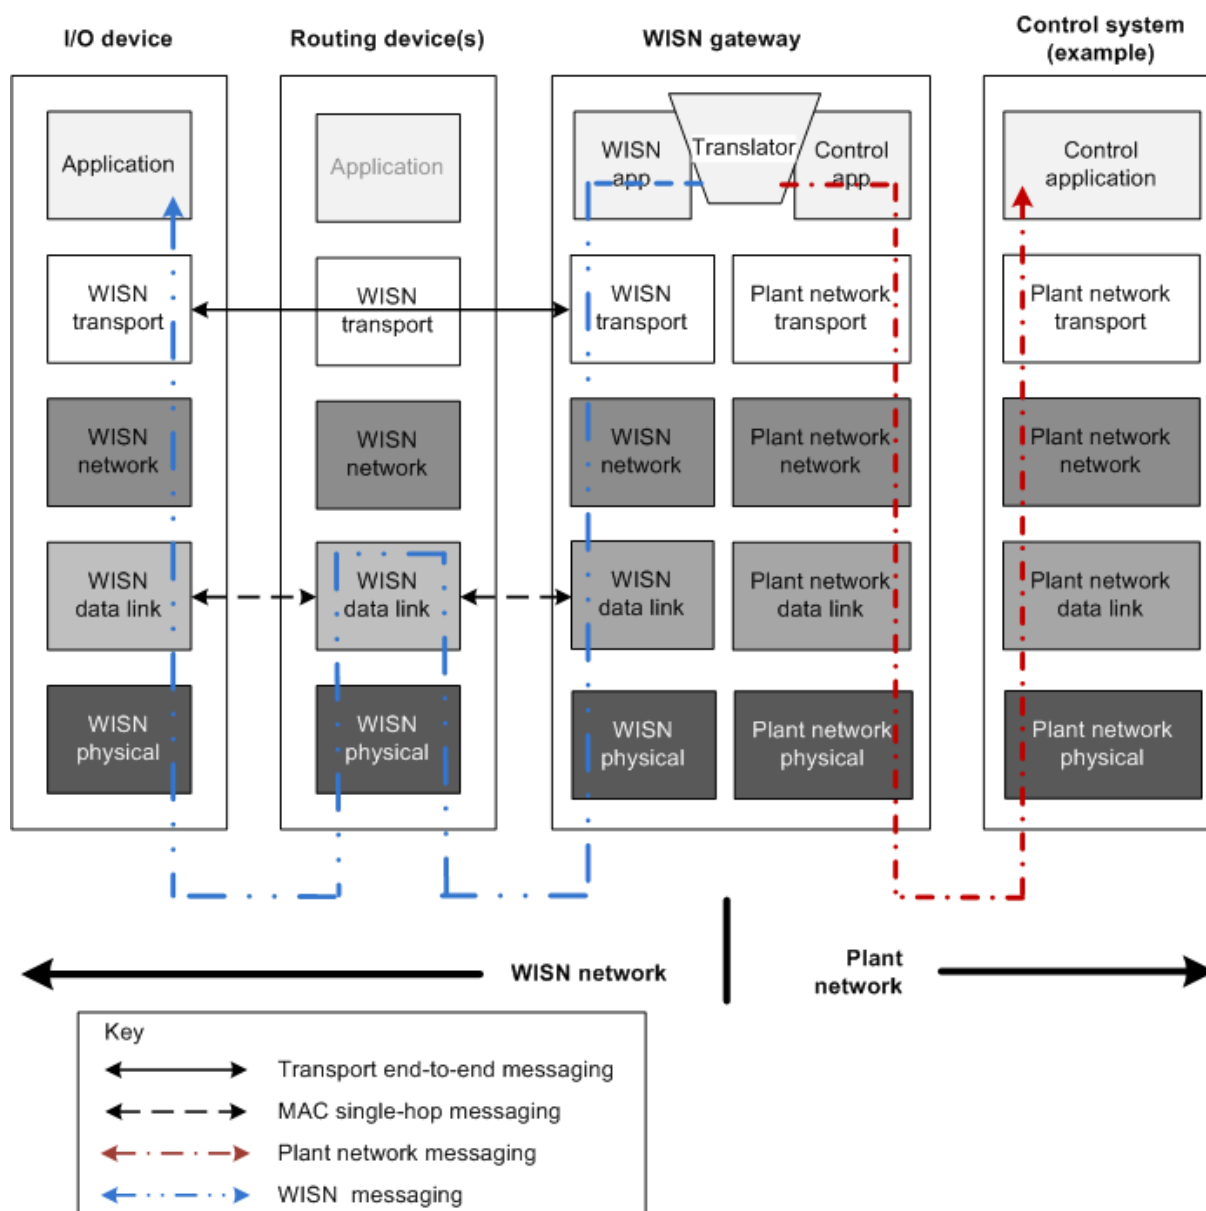 I/O device
Routing device(s)
WISN gateway
Control system
(example)
Application
Application
WISN
app
Translator
Control
app
Control
application
WISN
transport
WISN
transport
WISN
transport
Plant network
transport
Plant network
transport
WISN
network
WISN
network
WISN
network
Plant network
network
Plant network
network
WISN
data link
WISN
data link
WISN
data link
Plant network
data link
Plant network
data link
WISN
physical
WISN
physical
WISN
physical
Plant network
physical
Plant network
physical
WISN network
Plant
network
Key
Transport end-to-end messaging
MAC single-hop messaging
Plant network messaging
WISN messaging